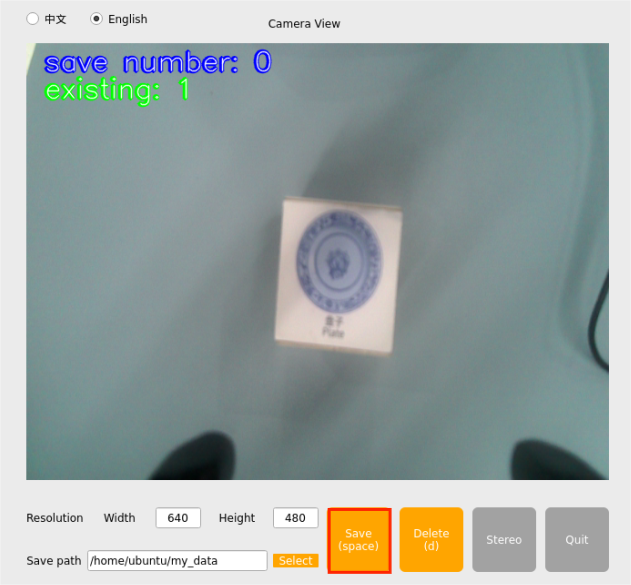 中文
English
Camera View
save number: 0
existing: 1
盘子
Plate
Resolution Width 640 Height 480
Save path /home/ubuntu/my_data Select
Save
(space)
Delete
(d)
Stereo
Quit